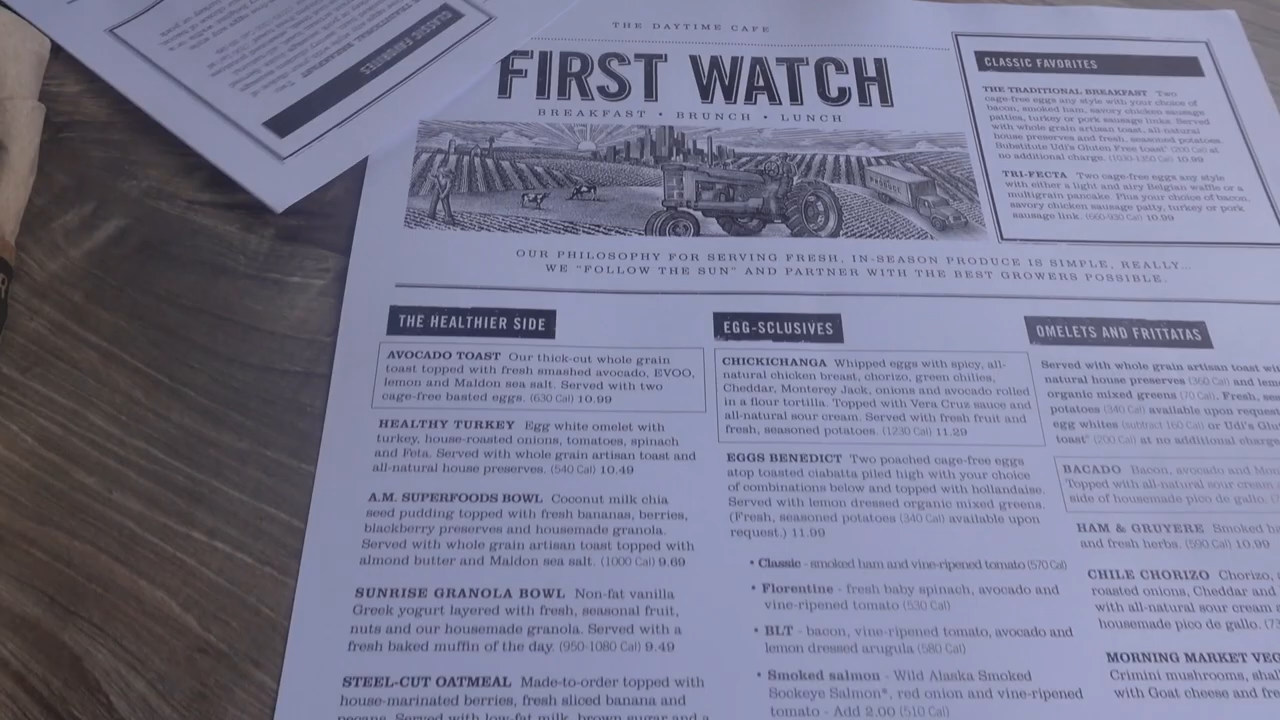 THE DAYTIME CAFE
FIRST WATCH
BREAKFAST • BRUNCH • LUNCH
PRODUCE
OUR PHILOSOPHY FOR SERVING FRESH, IN-SEASON PRODUCE IS SIMPLE, REALLY...
WE "FOLLOW THE SUN" AND PARTNER WITH THE BEST GROWERS POSSIBLE.
CLASSIC FAVORITES
THE TRADITIONAL BREAKFAST Two
cage-free eggs any style with your choice of
bacon, smoked ham, savory chicken sausage
patties, turkey or pork sausage links. Served
with whole grain artisan toast, all-natural
house preserves and fresh, seasoned potatoes.
Substitute Udi's Gluten Free toast* (200 Cal) at
no additional charge. (1030-1350 Cal) 10.99
TRI-FECTA Two cage-free eggs any style
with either a light and airy Belgian waffle or a
multigrain pancake. Plus your choice of bacon,
savory chicken sausage patty, turkey or pork
sausage link. (660-930 Cal) 10.99
CLASSIC FAVORITES
THE HEALTHIER SIDE
AVOCADO TOAST Our thick-cut whole grain
toast topped with fresh smashed avocado, EVOO,
lemon and Maldon sea salt. Served with two
cage-free basted eggs. (630 Cal) 10.99
HEALTHY TURKEY Egg white omelet with
turkey, house-roasted onions, tomatoes, spinach
and Feta. Served with whole grain artisan toast and
all-natural house preserves. (540 Cal) 10.49
A.M. SUPERFOODS BOWL Coconut milk chia
seed pudding topped with fresh bananas, berries,
blackberry preserves and housemade granola.
Served with whole grain artisan toast topped with
almond butter and Maldon sea salt. (1000 Cal) 9.69
SUNRISE GRANOLA BOWL Non-fat vanilla
Greek yogurt layered with fresh, seasonal fruit,
nuts and our housemade granola. Served with a
fresh baked muffin of the day. (950-1080 Cal) 9.49
STEEL-CUT OATMEAL Made-to-order topped with
house-marinated berries, fresh sliced banana and
pecans. Served with low-fat milk, brown sugar and a
EGG-SCLUSIVES
CHICKICHANGA Whipped eggs with spicy, all-
natural chicken breast, chorizo, green chilies,
Cheddar, Monterey Jack, onions and avocado rolled
in a flour tortilla. Topped with Vera Cruz sauce and
all-natural sour cream. Served with fresh fruit and
fresh, seasoned potatoes. (1230 Cal) 11.29
EGGS BENEDICT Two poached cage-free eggs
atop toasted ciabatta piled high with your choice
of combinations below and topped with hollandaise.
Served with lemon dressed organic mixed greens.
(Fresh, seasoned potatoes (340 Cal) available upon
request.) 11.99
• Classic - smoked ham and vine-ripened tomato (570 Cal)
• Florentine - fresh baby spinach, avocado and
vine-ripened tomato (530 Cal)
• BLT - bacon, vine-ripened tomato, avocado and
lemon dressed arugula (580 Cal)
• Smoked salmon - Wild Alaska Smoked
Sockeye Salmon*, red onion and vine-ripened
tomato - Add 2.00 (510 Cal)
OMELETS AND FRITTATAS
Served with whole grain artisan toast wi
natural house preserves (360 Cal) and lem
organic mixed greens (70 Cal). Fresh, sea
potatoes (340 Cal) available upon request
egg whites (subtract 160 Cal) or Udi's Glu
toast* (200 Cal) at no additional charge
BACADO Bacon, avocado and Mon
Topped with all-natural sour cream
side of housemade pico de gallo.
HAM & GRUYERE Smoked h
and fresh herbs. (590 Cal) 10.99
CHILE CHORIZO Chorizo,
roasted onions, Cheddar and
with all-natural sour cream
housemade pico de gallo. (7
MORNING MARKET VEG
Crimini mushrooms, shal
with Goat cheese and fre